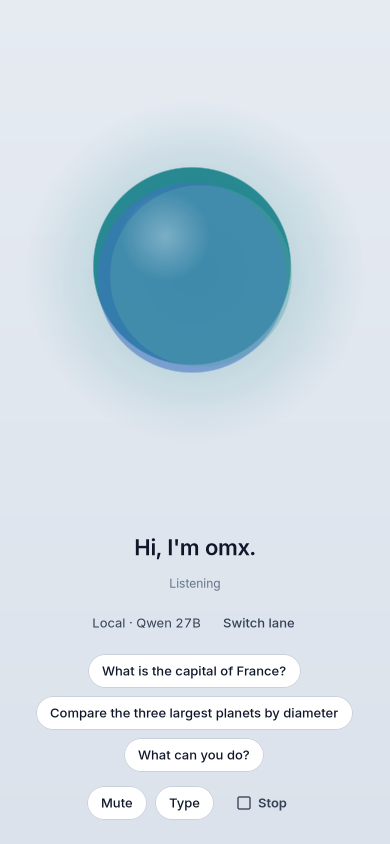 Hi, I'm omx.
Listening
Local · Qwen 27B Switch lane
What is the capital of France?
Compare the three largest planets by diameter
What can you do?
Mute Type Stop